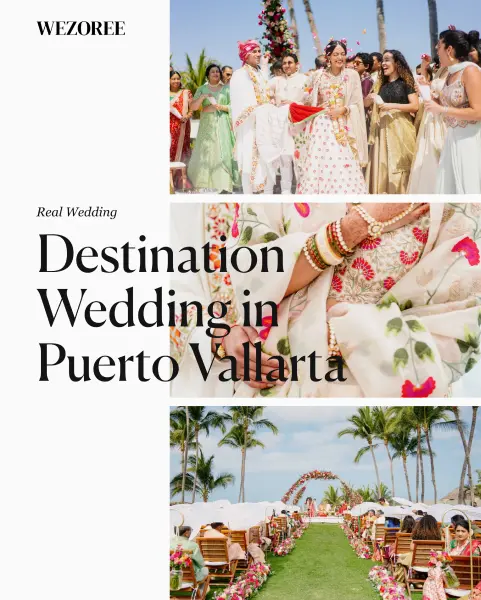 WEZOREE
Real Wedding
Destination
Wedding in
Puerto Vallarta